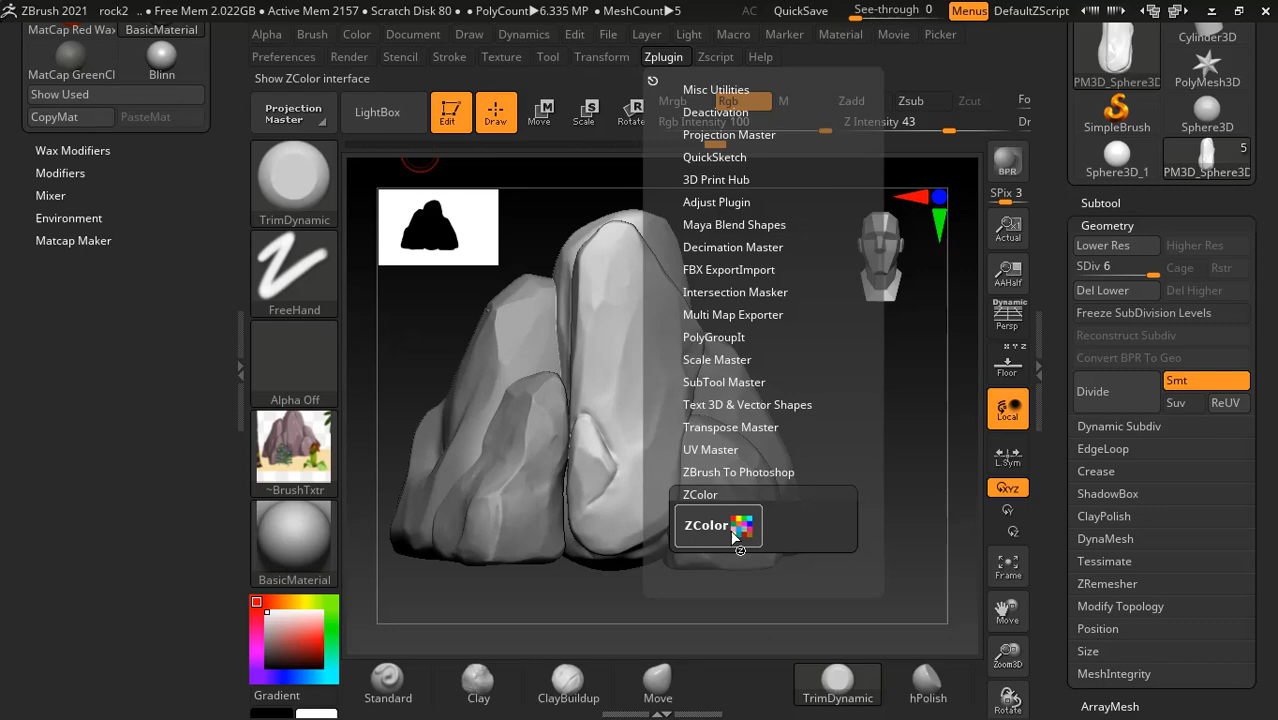 ZBrush 2021 rock2 • Free Mem 2.022GB • Active Mem 2157 • Scratch Disk 80 • PolyCount▸6.335 MP • MeshCount▸5 AC QuickSave See-through 0 Menus DefaultZScript
MatCap Red Wax BasicMaterial
MatCap GreenCl Blinn
Show Used
CopyMat PasteMat
Wax Modifiers
Modifiers
Mixer
Environment
Matcap Maker
Alpha Brush Color Document Draw Dynamics Edit File Layer Light Macro Marker Material Movie Picker
Preferences Render Stencil Stroke Texture Tool Transform Zplugin Zscript Help
Show ZColor interface
Projection
Master
LightBox
Edit Draw Move Scale Rotate
Mrgb Rgb M Zadd Zsub Zcut Fo
Rgb Intensity 100 Z Intensity 43 Dr
Misc Utilities
Deactivation
Projection Master
QuickSketch
3D Print Hub
Adjust Plugin
Maya Blend Shapes
Decimation Master
FBX ExportImport
Intersection Masker
Multi Map Exporter
PolyGroupIt
Scale Master
SubTool Master
Text 3D & Vector Shapes
Transpose Master
UV Master
ZBrush To Photoshop
ZColor
ZColor
TrimDynamic
FreeHand
Alpha Off
~BrushTxtr
BasicMaterial
Gradient
Standard Clay ClayBuildup Move TrimDynamic hPolish
BPR
SPix 3
Actual
AAHalf
Dynamic
Persp
X Y Z
Floor
Local
L.Sym
XYZ
Y
Z
Frame
Move
Zoom3D
Rotate
Cylinder3D
PM3D_Sphere3D PolyMesh3D
SimpleBrush Sphere3D
5
Sphere3D_1 PM3D_Sphere3D
Subtool
Geometry
Lower Res Higher Res
SDiv 6 Cage Rstr
Del Lower Del Higher
Freeze SubDivision Levels
Reconstruct Subdiv
Convert BPR To Geo
Divide Smt
Suv ReUV
Dynamic Subdiv
EdgeLoop
Crease
ShadowBox
ClayPolish
DynaMesh
Tessimate
ZRemesher
Modify Topology
Position
Size
MeshIntegrity
ArrayMesh